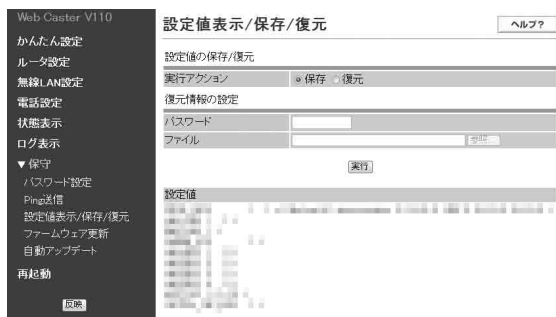 Web Caster V110
かんたん設定
ルータ設定
無線LAN設定
電話設定
状態表示
ログ表示
▼保守
パスワード設定
Ping送信
設定値表示/保存/復元
ファームウェア更新
自動アップデート
再起動
反映
設定値表示/保存/復元
ヘルプ?
設定値の保存/復元
実行アクション 保存 復元
復元情報の設定
パスワード
ファイル 参照...
実行
設定値